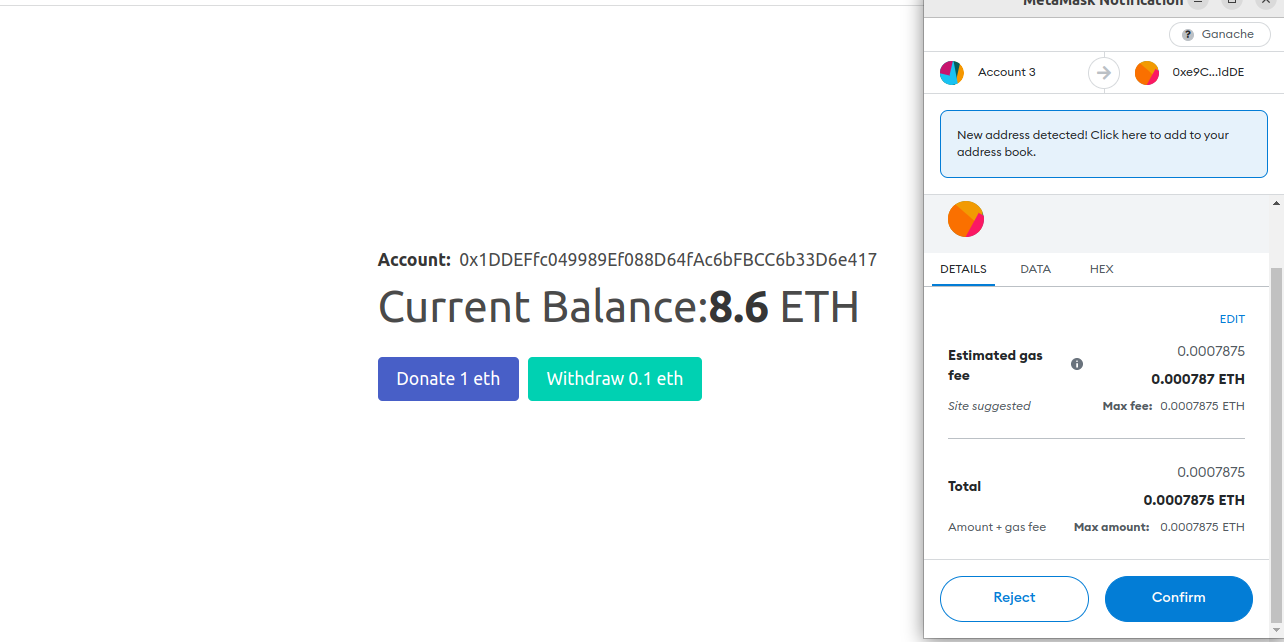 Account: 0x1DDEFfc049989Ef088D64fAc6bFBCC6b33D6e417
Current Balance:8.6 ETH
Donate 1 eth
Withdraw 0.1 eth
MetaMask Notification
Ganache
Account 3
0xe9C...1dDE
New address detected! Click here to add to your
address book.
DETAILS
DATA
HEX
EDIT
Estimated gas
fee
0.0007875
0.000787 ETH
Site suggested
Max fee: 0.0007875 ETH
0.0007875
Total
0.0007875 ETH
Amount + gas fee
Max amount: 0.0007875 ETH
Reject
Confirm